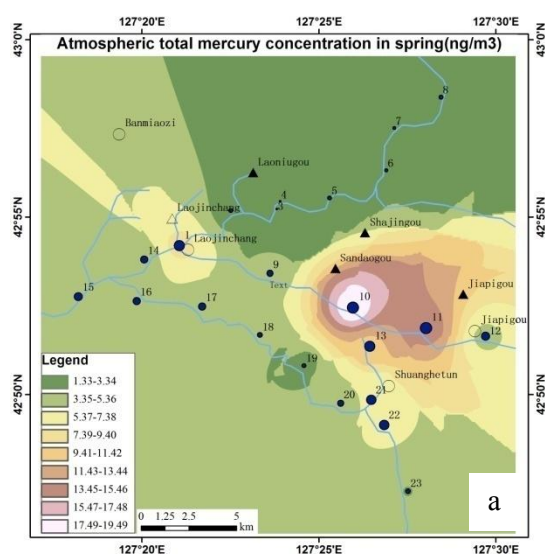 127°20'E 127°25'E 127°30'E
43°0'N
Atmospheric total mercury concentration in spring(ng/m3)
8
Banmiaozi
7
Laoniugou
6
4
5
3
42°55'N
Laojinchang
Shajingou
1
Laojinchang
14
Sandaogou
9
Text
Jiapigou
15
16
17
10
11
Jiapigou
12
18
13
Legend
19
1.33-3.34
Shuanghetun
42°50'N
3.35-5.36
20
21
5.37-7.38
22
7.39-9.40
9.41-11.42
11.43-13.44
13.45-15.46
23
15.47-17.48
17.49-19.49
0 1.25 2.5 5
km
a
127°20'E 127°25'E 127°30'E
43°0'N
42°55'N
42°50'N